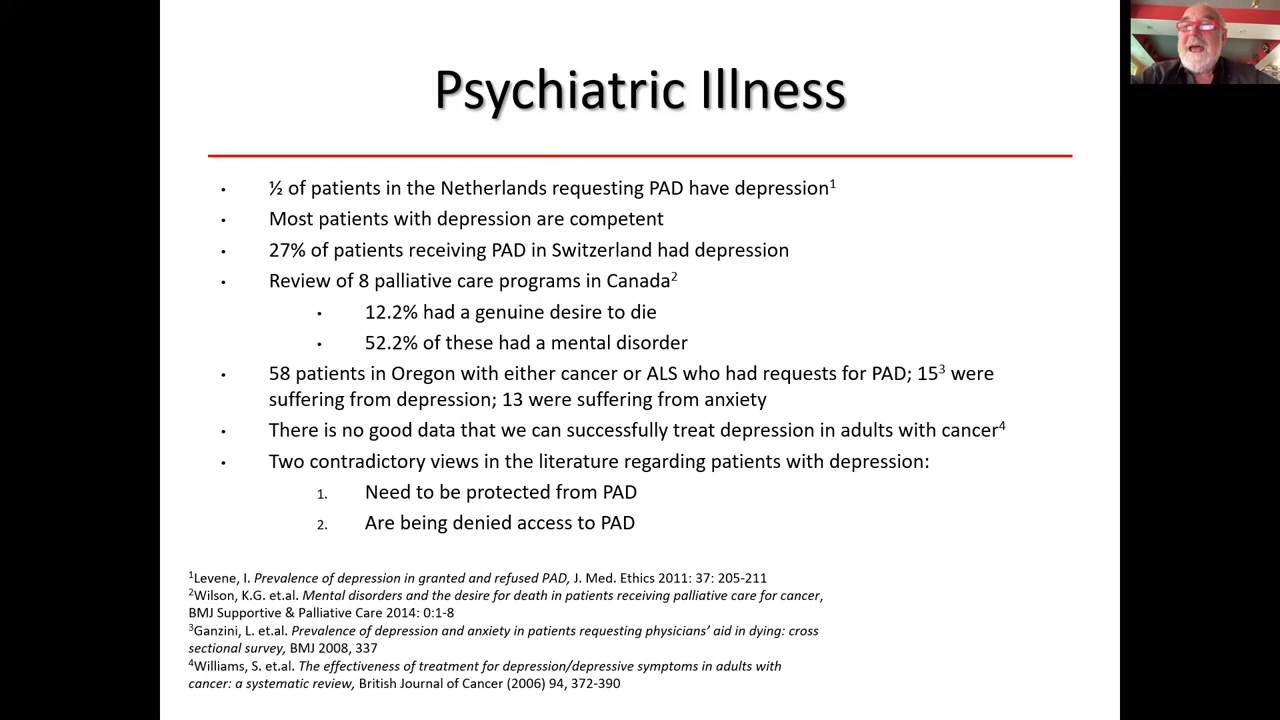 Psychiatric Illness
• ½ of patients in the Netherlands requesting PAD have depression¹
• Most patients with depression are competent
• 27% of patients receiving PAD in Switzerland had depression
• Review of 8 palliative care programs in Canada²
• 12.2% had a genuine desire to die
• 52.2% of these had a mental disorder
• 58 patients in Oregon with either cancer or ALS who had requests for PAD; 15³ were
suffering from depression; 13 were suffering from anxiety
• There is no good data that we can successfully treat depression in adults with cancer⁴
• Two contradictory views in the literature regarding patients with depression:
1. Need to be protected from PAD
2. Are being denied access to PAD
¹Levene, I. Prevalence of depression in granted and refused PAD, J. Med. Ethics 2011: 37: 205-211
²Wilson, K.G. et.al. Mental disorders and the desire for death in patients receiving palliative care for cancer,
BMJ Supportive & Palliative Care 2014: 0:1-8
³Ganzini, L. et.al. Prevalence of depression and anxiety in patients requesting physicians’ aid in dying: cross
sectional survey, BMJ 2008, 337
⁴Williams, S. et.al. The effectiveness of treatment for depression/depressive symptoms in adults with
cancer: a systematic review, British Journal of Cancer (2006) 94, 372-390